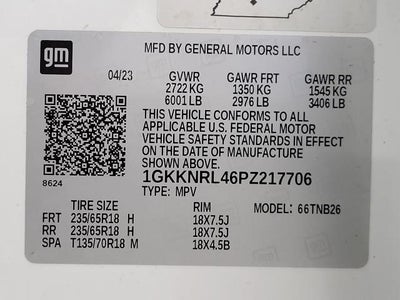 gm
MFD BY GENERAL MOTORS LLC
04/23 GVWR GAWR FRT GAWR RR
2722 KG 1350 KG 1545 KG
6001 LB 2976 LB 3406 LB
THIS VEHICLE CONFORMS TO ALL
APPLICABLE U.S. FEDERAL MOTOR
VEHICLE SAFETY STANDARDS IN EFFECT
ON THE DATE OF MANUFACTURE
SHOWN ABOVE.
8624
1GKKNRL46PZ217706
TYPE: MPV
TIRE SIZE RIM MODEL: 66TNB26
FRT 235/65R18 H 18X7.5J
RR 235/65R18 H 18X7.5J
SPA T135/70R18 M 18X4.5B